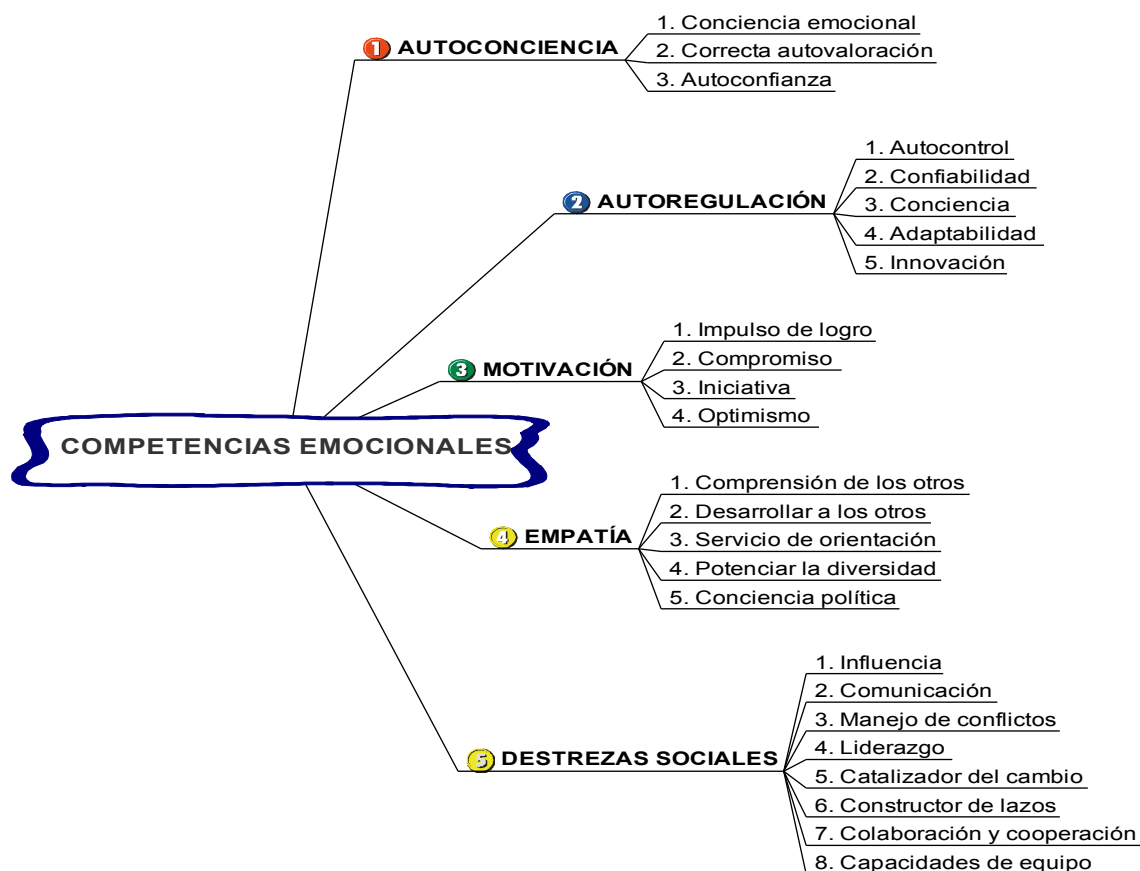 1 AUTOCONCIENCIA
1. Conciencia emocional
2. Correcta autovaloración
3. Autoconfianza
2 AUTOREGULACIÓN
1. Autocontrol
2. Confiabilidad
3. Conciencia
4. Adaptabilidad
5. Innovación
3 MOTIVACIÓN
1. Impulso de logro
2. Compromiso
3. Iniciativa
4. Optimismo
COMPETENCIAS EMOCIONALES
4 EMPATÍA
1. Comprensión de los otros
2. Desarrollar a los otros
3. Servicio de orientación
4. Potenciar la diversidad
5. Conciencia política
5 DESTREZAS SOCIALES
1. Influencia
2. Comunicación
3. Manejo de conflictos
4. Liderazgo
5. Catalizador del cambio
6. Constructor de lazos
7. Colaboración y cooperación
8. Capacidades de equipo